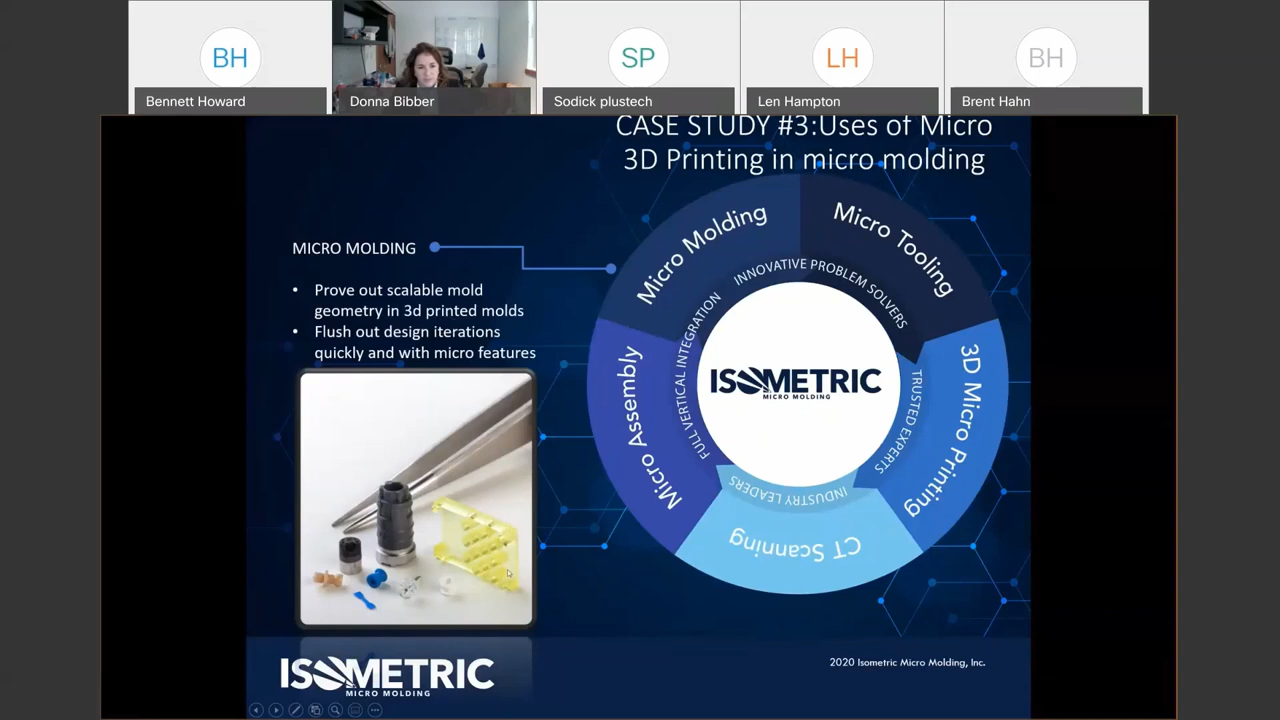 BH
SP
LH
BH
Bennett Howard
Donna Bibber
Sodick plustech
Len Hampton
Brent Hahn
CASE STUDY #3:Uses of Micro
3D Printing in micro molding
MICRO MOLDING
• Prove out scalable mold
geometry in 3d printed molds
• Flush out design iterations
quickly and with micro features
Micro Molding
Micro Tooling
3D Micro Printing
CT Scanning
Micro Assembly
INNOVATIVE PROBLEM SOLVERS
TRUSTED EXPERTS
INDUSTRY LEADERS
FULL VERTICAL INTEGRATION
ISOMETRIC
MICRO MOLDING
ISOMETRIC
MICRO MOLDING
2020 Isometric Micro Molding, Inc.